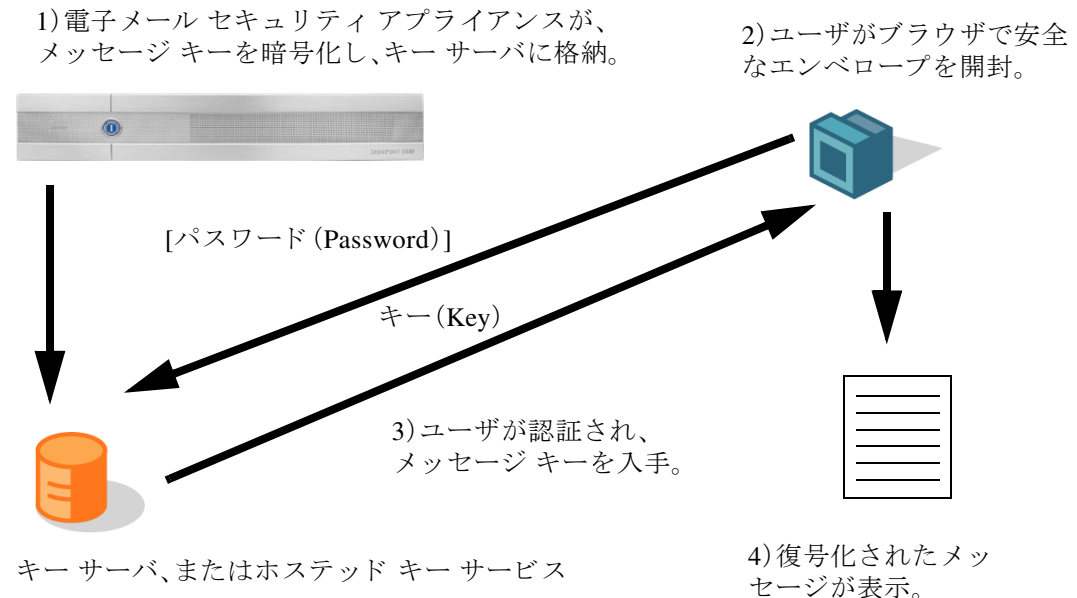 1)電子メール セキュリティ アプライアンスが、
メッセージ キーを暗号化し、キー サーバに格納。
2)ユーザがブラウザで安全
なエンベロープを開封。
IRONPORT C600
[パスワード(Password)]
キー(Key)
3)ユーザが認証され、
メッセージ キーを入手。
キー サーバ、またはホステッド キー サービス
4)復号化されたメッ
セージが表示。